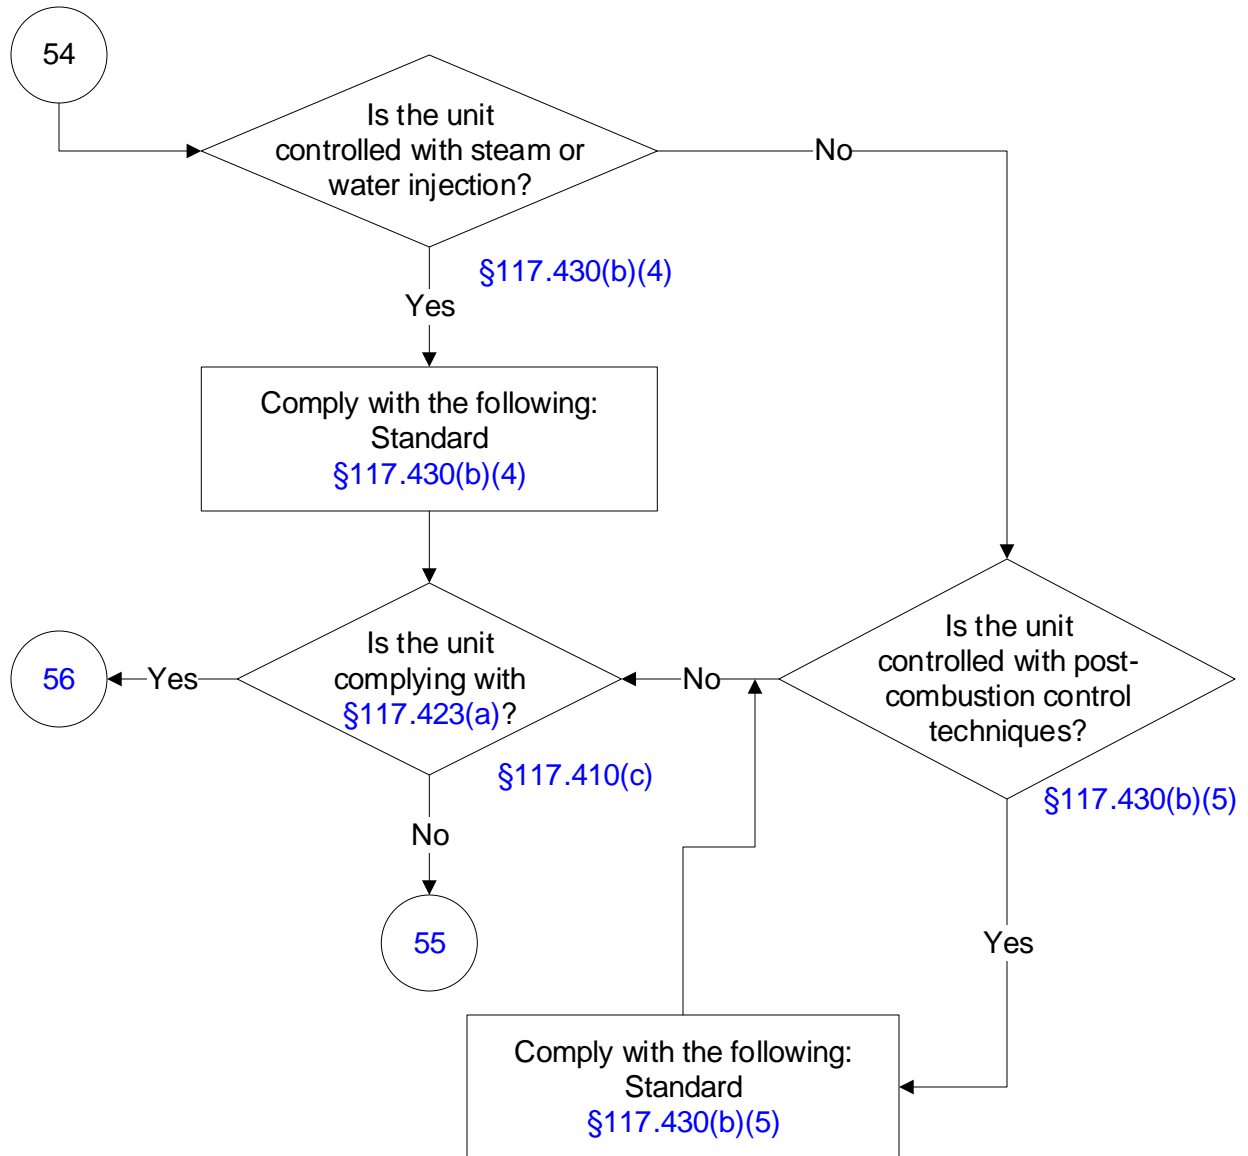 54
Is the unit
controlled with steam or
water injection?
No
§117.430(b)(4)
Yes
Comply with the following:
Standard
§117.430(b)(4)
Is the unit
complying with
§117.423(a)?
Yes
56
No
§117.410(c)
Is the unit
controlled with post-
combustion control
techniques?
§117.430(b)(5)
No
55
Yes
Comply with the following:
Standard
§117.430(b)(5)